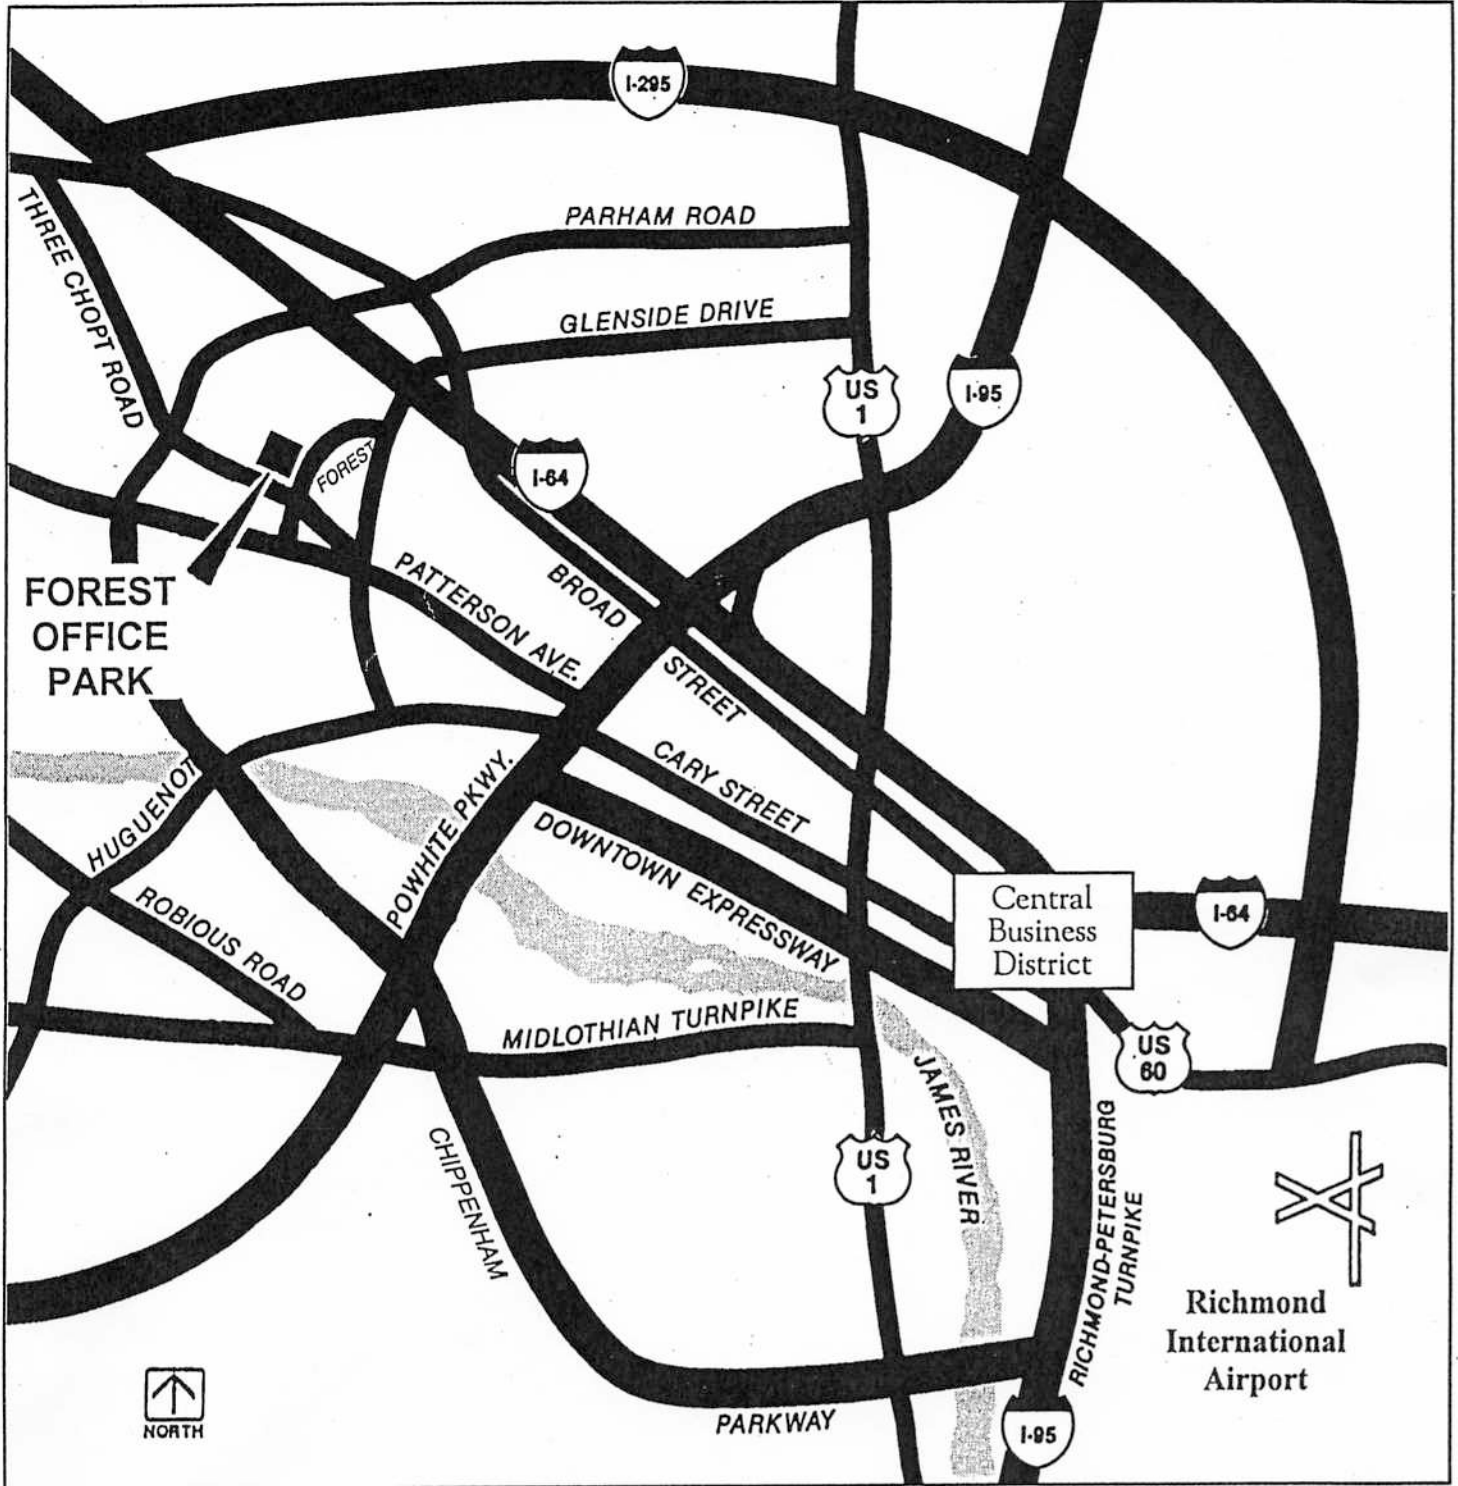 I-295
PARHAM ROAD
THREE CHOPT ROAD
GLENSIDE DRIVE
US
1
I-95
FOREST
I-64
PATTERSON AVE.
BROAD
STREET
FOREST
OFFICE
PARK
CARY STREET
HUGUENOT
POWHITE PKWY.
DOWNTOWN EXPRESSWAY
ROBIOUS ROAD
Central
Business
District
I-64
MIDLOTHIAN TURNPIKE
US
60
JAMES RIVER
US
1
CHIPPENHAM
PARKWAY
RICHMOND-PETERSBURG
TURNPIKE
Richmond
International
Airport
I-95
NORTH